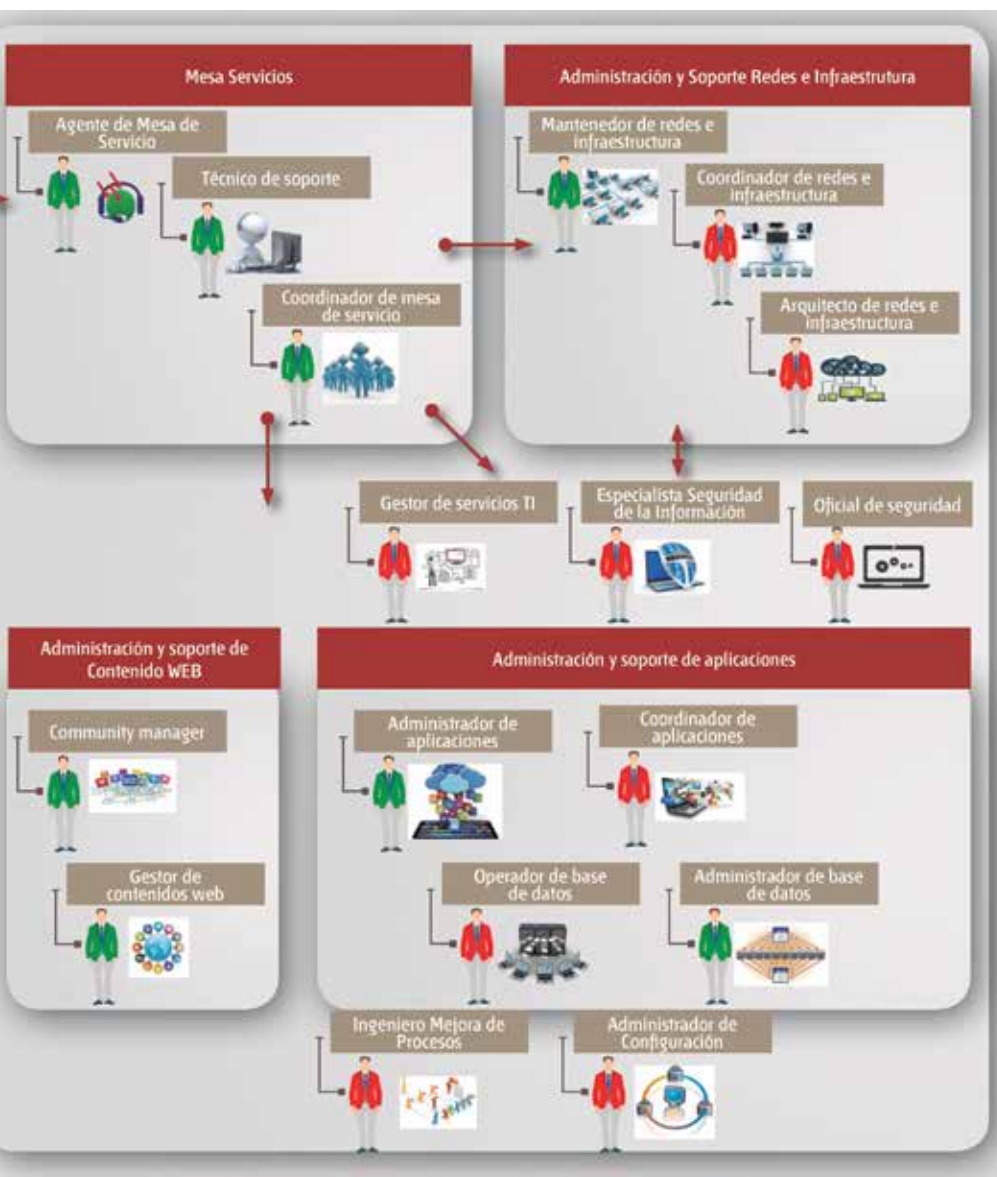 Mesa Servicios
Agente de Mesa de
Servicio
Técnico de soporte
Coordinador de mesa
de servicio
Administración y Soporte Redes e Infraestrutura
Mantenedor de redes e
infraestructura
Coordinador de redes e
infraestructura
Arquitecto de redes e
infraestructura
Gestor de servicios TI
Especialista Seguridad
de la Información
Oficial de seguridad
Administración y soporte de
Contenido WEB
Community manager
Gestor de
contenidos web
Administración y soporte de aplicaciones
Administrador de
aplicaciones
Coordinador de
aplicaciones
Operador de base
de datos
Administrador de base
de datos
Ingeniero Mejora de
Procesos
Administrador de
Configuración